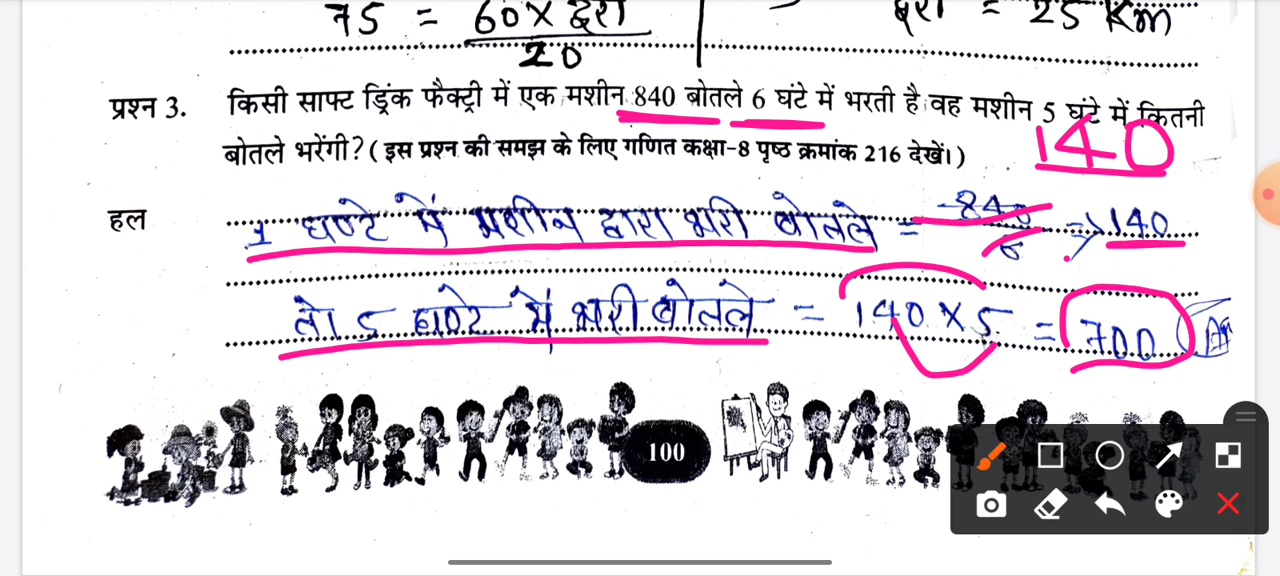 75 = 60 × दूरी / 20
दूरी = 25 Km
प्रश्न 3. किसी साफ्ट ड्रिंक फैक्ट्री में एक मशीन 840 बोतले 6 घंटे में भरती है वह मशीन 5 घंटे में कितनी
बोतले भरेंगी? (इस प्रश्न की समझ के लिए गणित कक्षा-8 पृष्ठ क्रमांक 216 देखें।)
140
हल
1 घण्टे में मशीन द्वारा भरी बोतले = 840 / 6 => 140
तो 5 घण्टे में भरी बोतले = 140 × 5 = 700 Ans
100